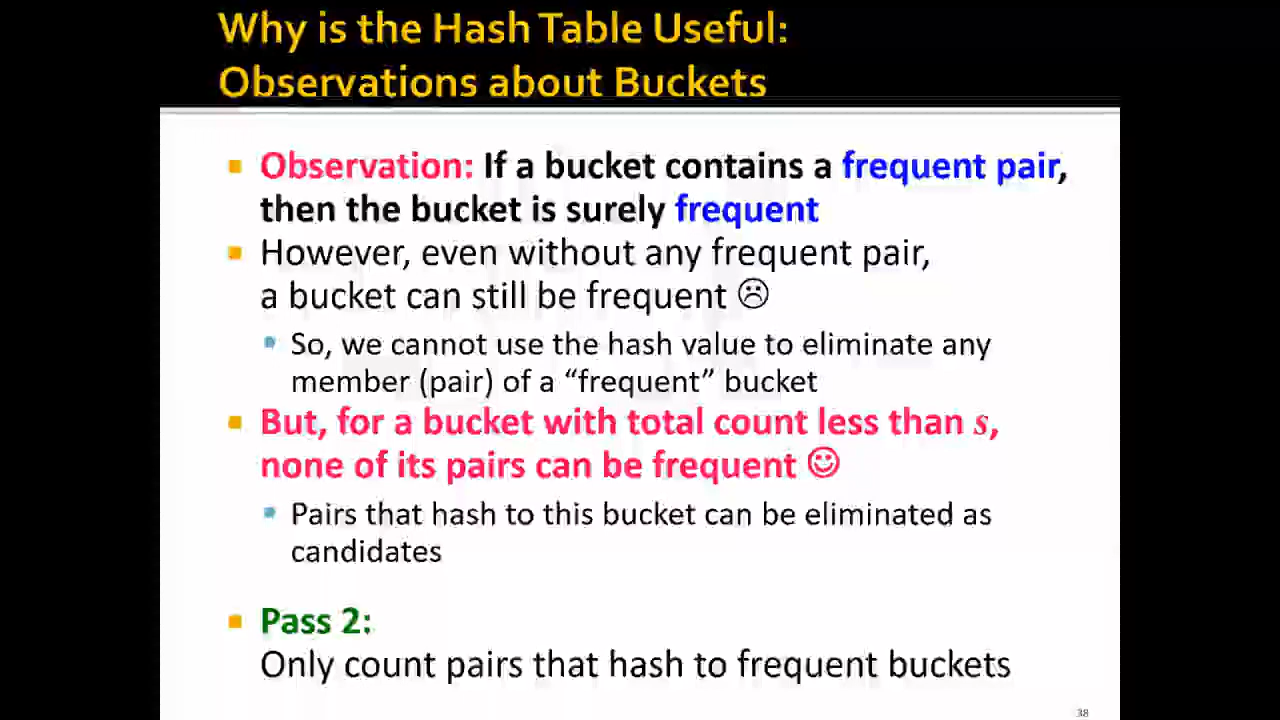 Why is the Hash Table Useful:
Observations about Buckets
Observation: If a bucket contains a frequent pair,
then the bucket is surely frequent
However, even without any frequent pair,
a bucket can still be frequent ☹
So, we cannot use the hash value to eliminate any
member (pair) of a “frequent” bucket
But, for a bucket with total count less than s,
none of its pairs can be frequent ☺
Pairs that hash to this bucket can be eliminated as
candidates
Pass 2:
Only count pairs that hash to frequent buckets
38